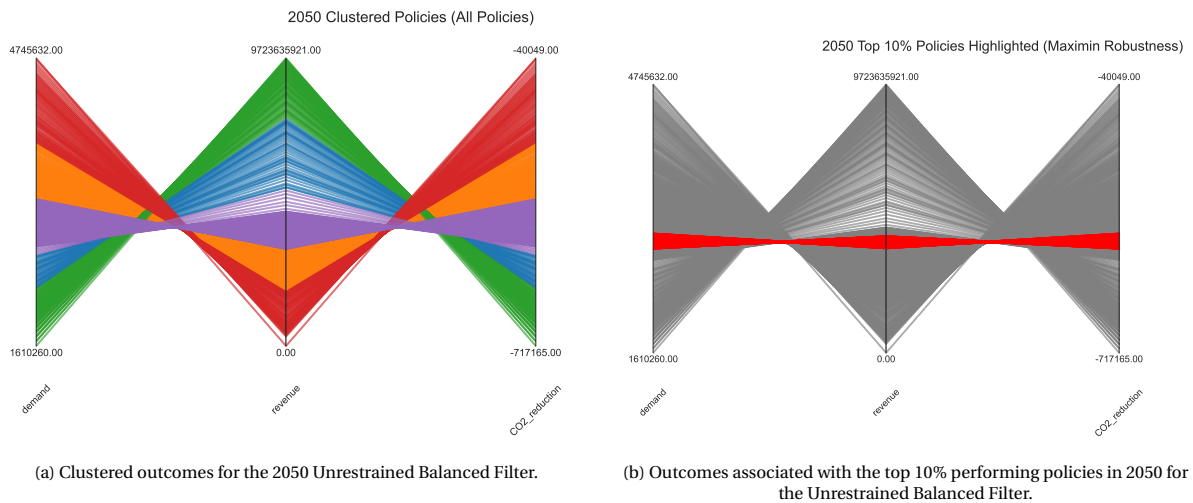 2050 Clustered Policies (All Policies)
4745632.00
9723635921.00
-40049.00
1610260.00
0.00
-717165.00
demand
revenue
CO2_reduction
(a) Clustered outcomes for the 2050 Unrestrained Balanced Filter.
2050 Top 10% Policies Highlighted (Maximin Robustness)
4745632.00
9723635921.00
-40049.00
1610260.00
0.00
-717165.00
demand
revenue
CO2_reduction
(b) Outcomes associated with the top 10% performing policies in 2050 for
the Unrestrained Balanced Filter.